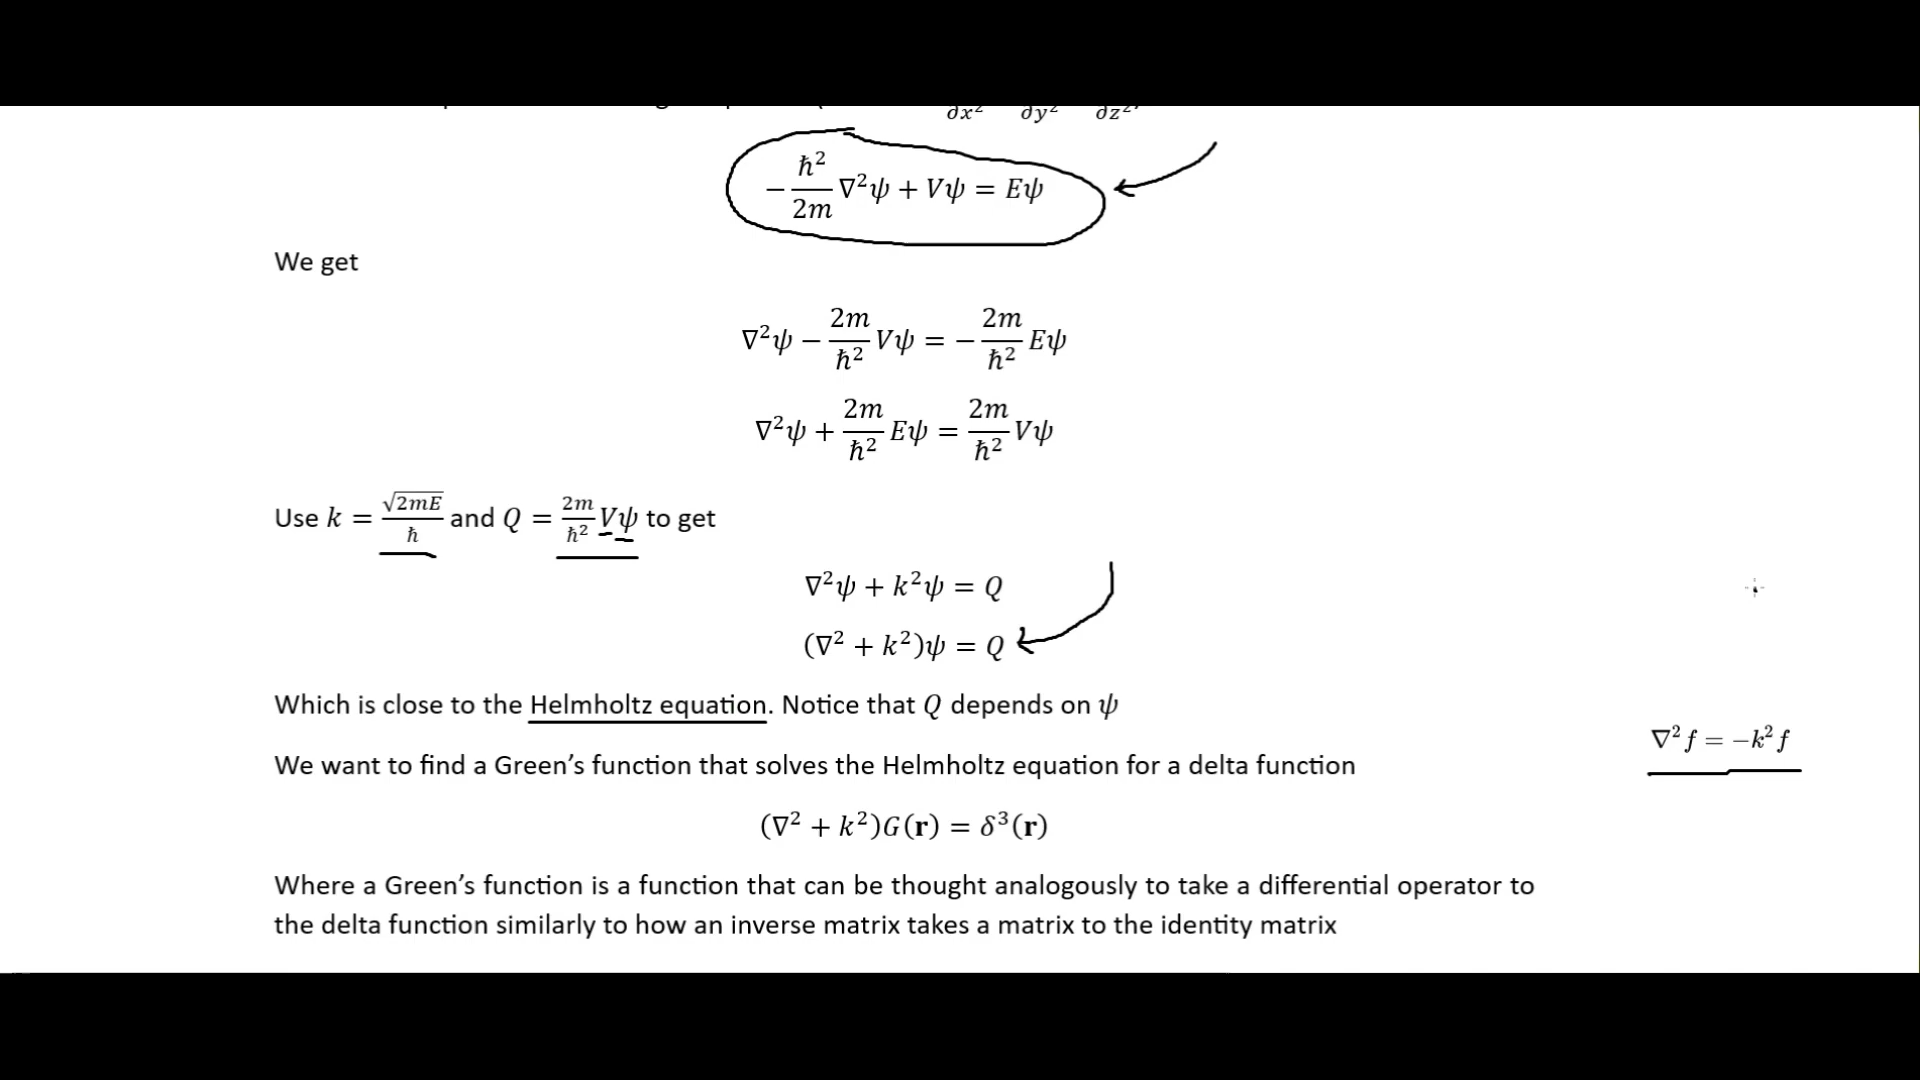 ∂x² ∂y² ∂z²
−ħ²/2m ∇²ψ + Vψ = Eψ
We get
∇²ψ − 2m/ħ² Vψ = − 2m/ħ² Eψ
∇²ψ + 2m/ħ² Eψ = 2m/ħ² Vψ
Use k = √2mE/ħ and Q = 2m/ħ² Vψ to get
∇²ψ + k²ψ = Q
(∇² + k²)ψ = Q
Which is close to the Helmholtz equation. Notice that Q depends on ψ
∇²f = −k²f
We want to find a Green’s function that solves the Helmholtz equation for a delta function
(∇² + k²)G(r) = δ³(r)
Where a Green’s function is a function that can be thought analogously to take a differential operator to
the delta function similarly to how an inverse matrix takes a matrix to the identity matrix